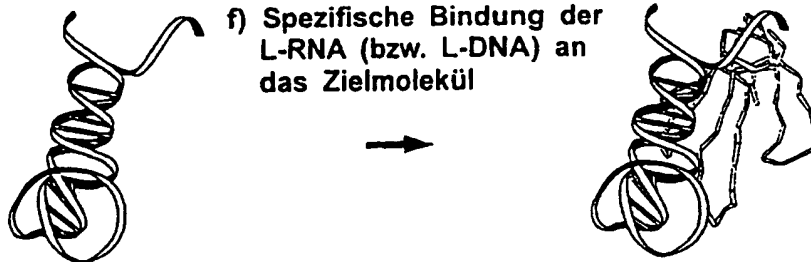 f) Spezifische Bindung der
L-RNA (bzw. L-DNA) an
das Zielmolekül